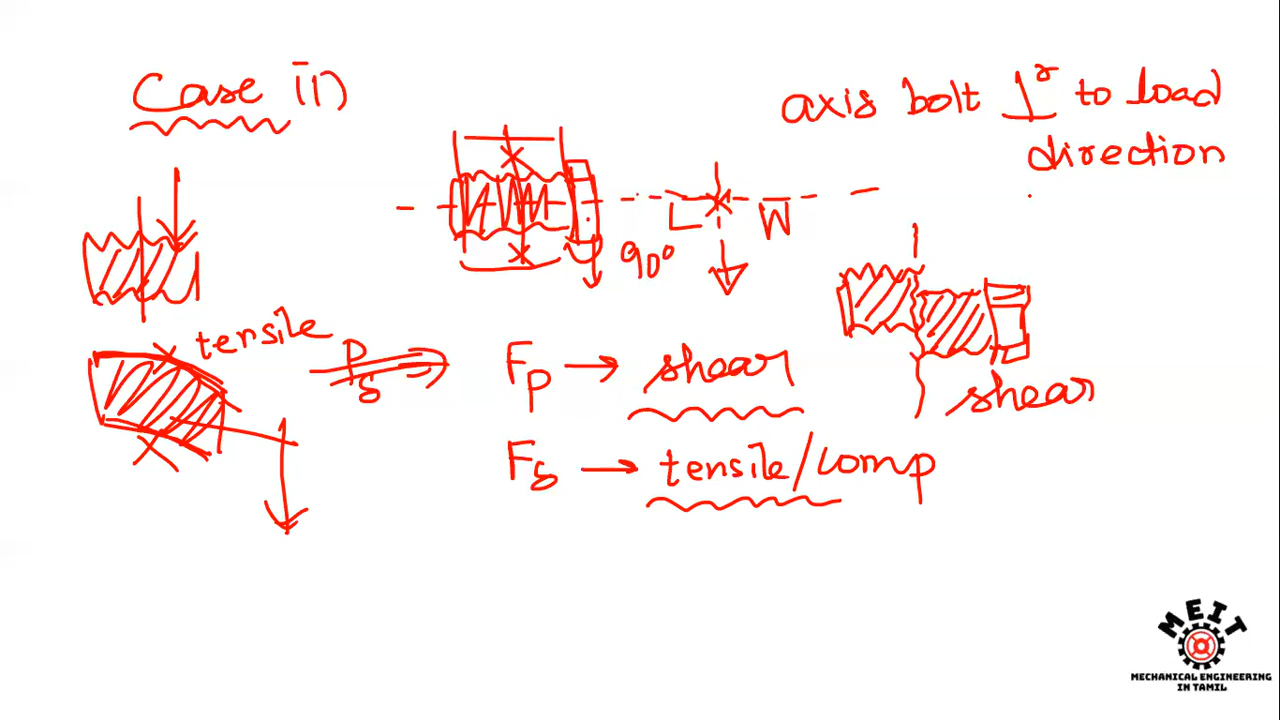 Case ii)
axis bolt ⊥r to load
direction
L W
90°
tensile
P
S
Fp → shear
shear
Fs → tensile/comp
MEIT
MECHANICAL ENGINEERING
IN TAMIL